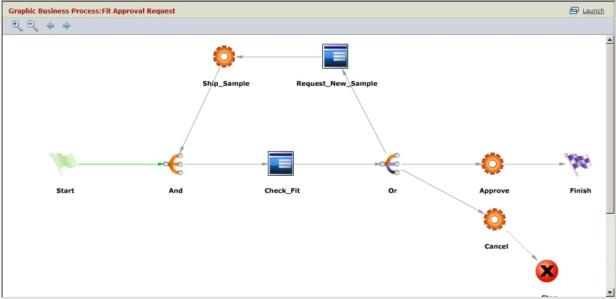 Graphic Business Process:Fit Approval Request
Launch
Ship_Sample
Request_New_Sample
Start
And
Check_Fit
Or
Approve
Finish
Cancel